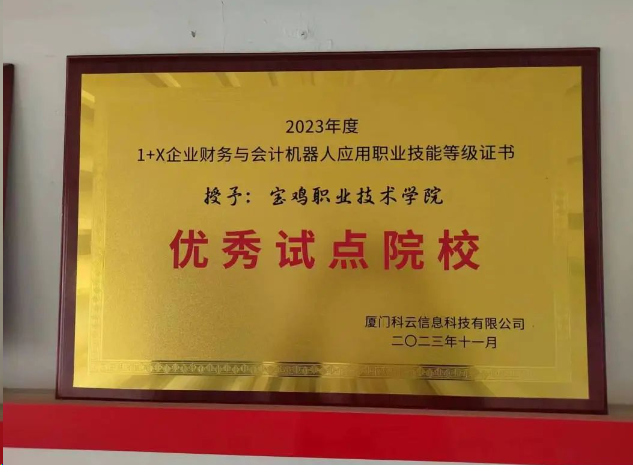 2023年度
1+X企业财务与会计机器人应用职业技能等级证书
授予：宝鸡职业技术学院
优秀试点院校
厦门科云信息科技有限公司
二〇二三年十一月